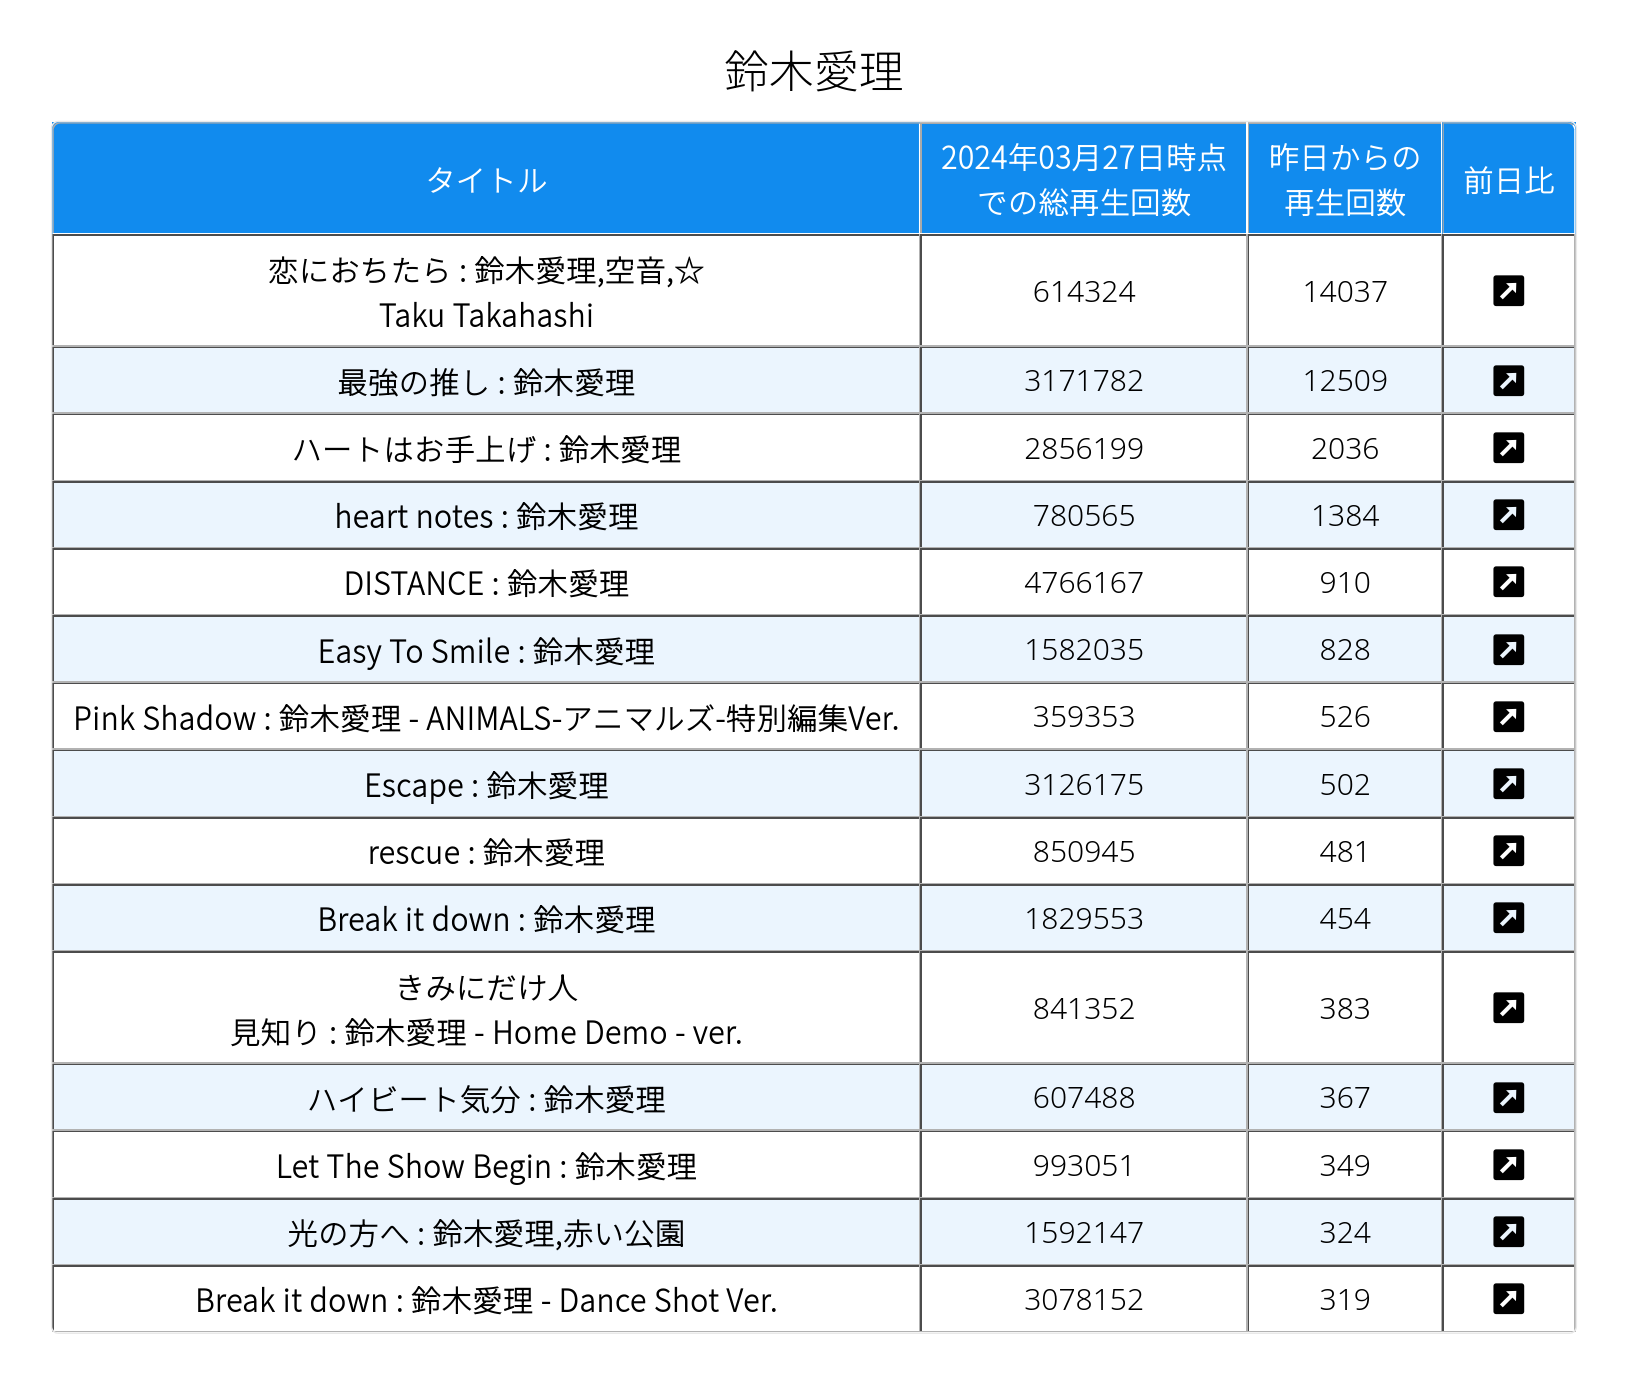 鈴木愛理
タイトル
2024年03月27日時点
での総再生回数
昨日からの
再生回数
前日比
恋におちたら : 鈴木愛理,空音,☆
Taku Takahashi
614324
14037
最強の推し : 鈴木愛理
3171782
12509
ハートはお手上げ : 鈴木愛理
2856199
2036
heart notes : 鈴木愛理
780565
1384
DISTANCE : 鈴木愛理
4766167
910
Easy To Smile : 鈴木愛理
1582035
828
Pink Shadow : 鈴木愛理 - ANIMALS-アニマルズ-特別編集Ver.
359353
526
Escape : 鈴木愛理
3126175
502
rescue : 鈴木愛理
850945
481
Break it down : 鈴木愛理
1829553
454
きみにだけ人
見知り : 鈴木愛理 - Home Demo - ver.
841352
383
ハイビート気分 : 鈴木愛理
607488
367
Let The Show Begin : 鈴木愛理
993051
349
光の方へ : 鈴木愛理,赤い公園
1592147
324
Break it down : 鈴木愛理 - Dance Shot Ver.
3078152
319